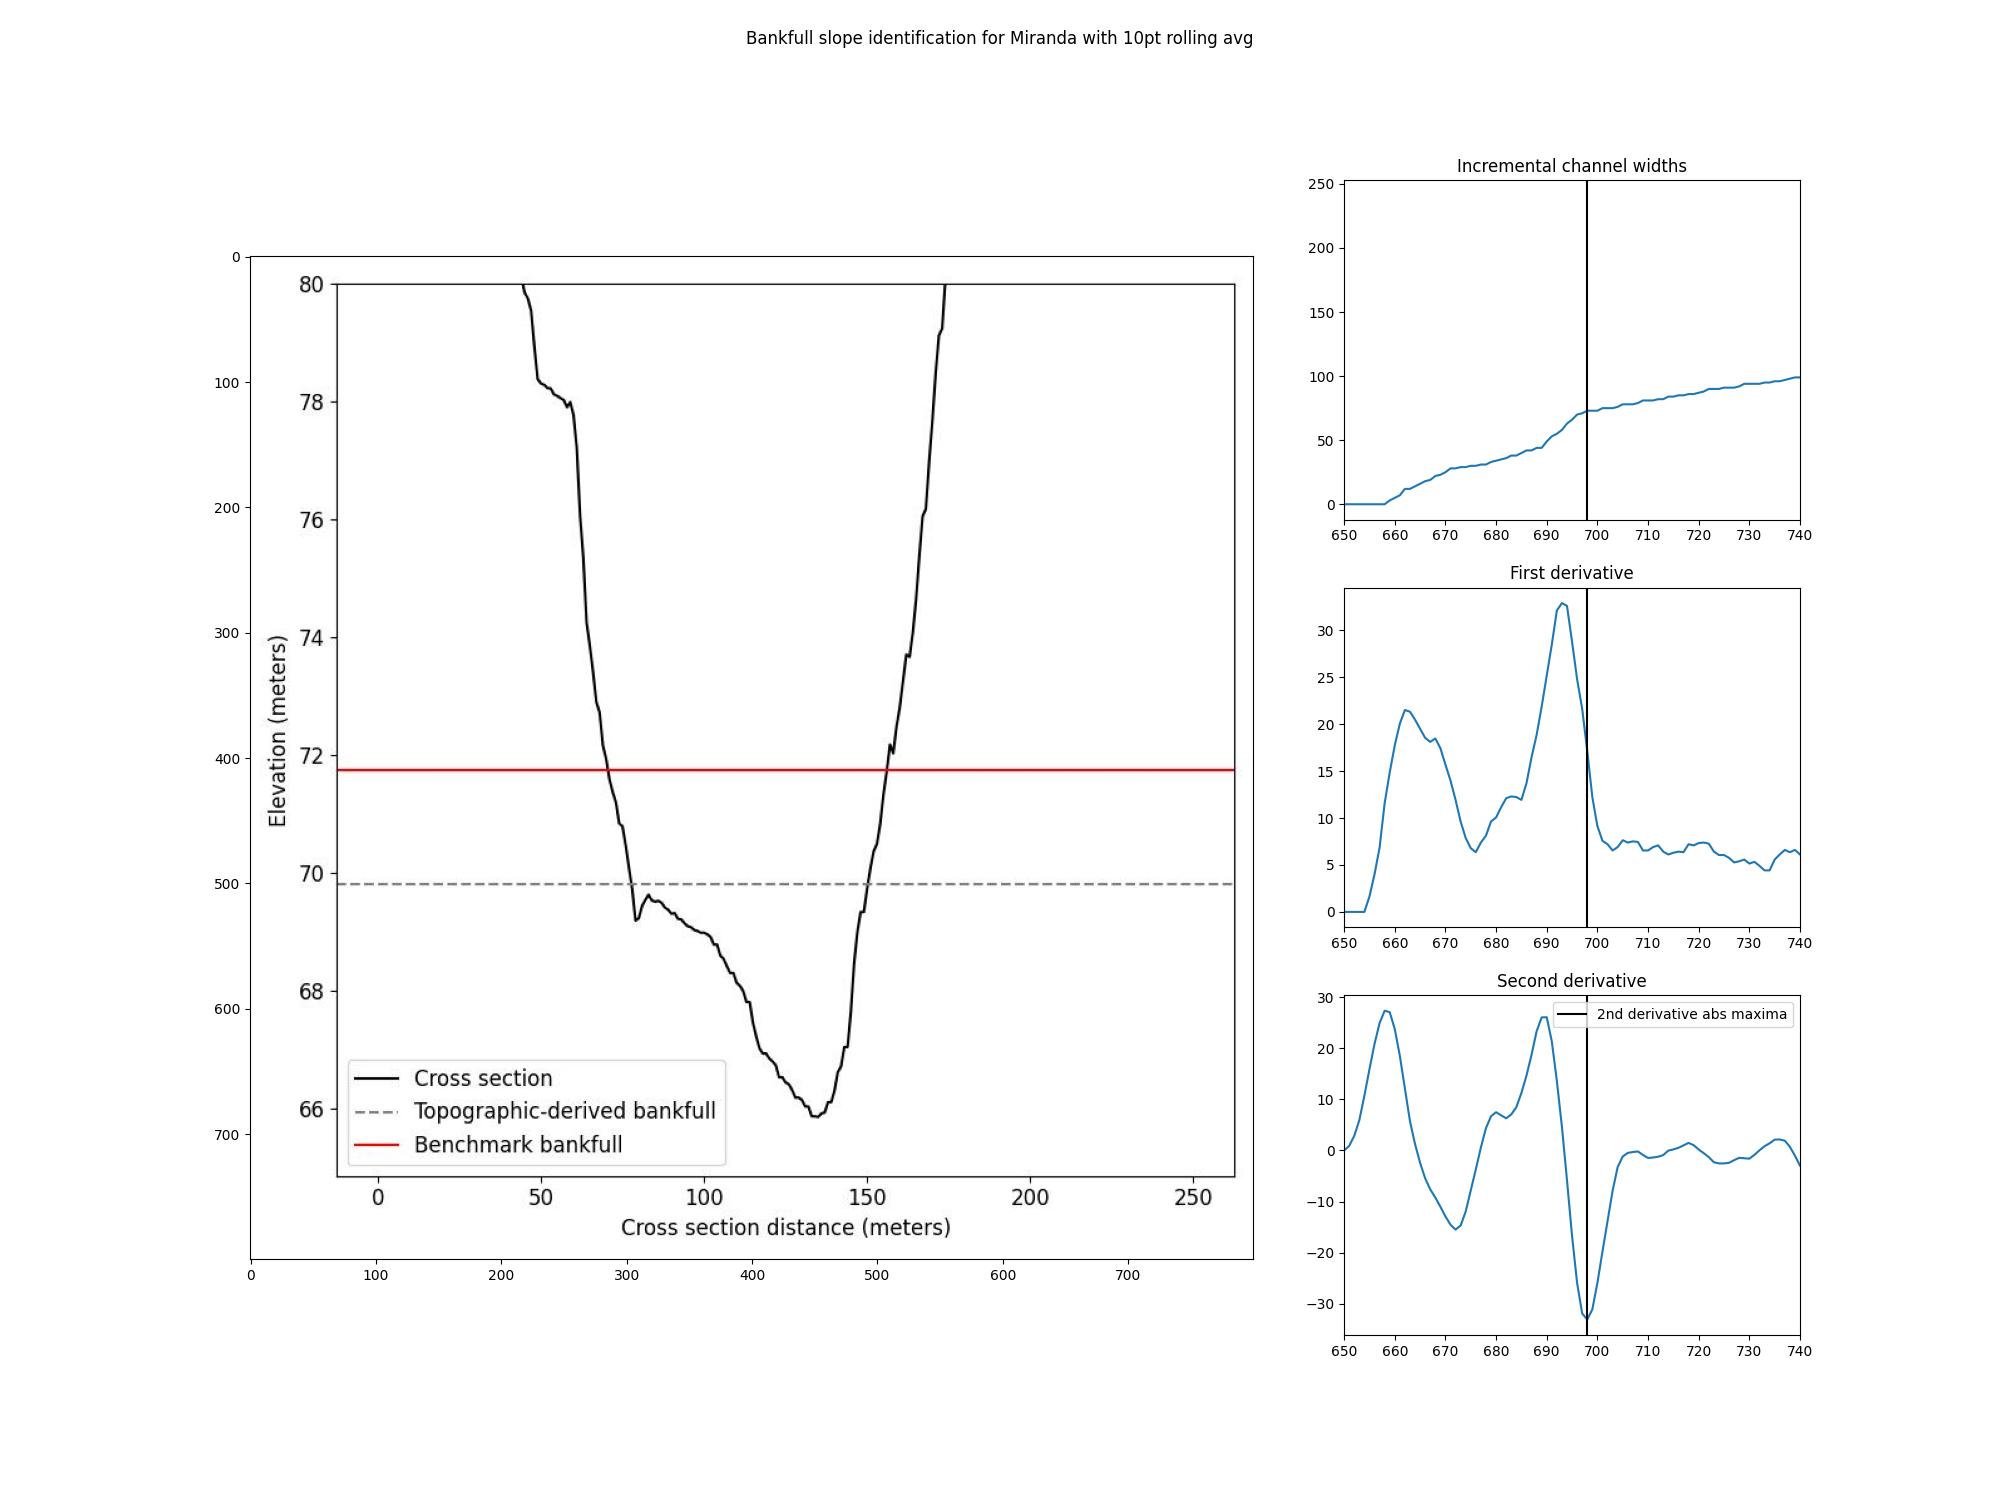 Bankfull slope identification for Miranda with 10pt rolling avg
0
100
200
300
400
500
600
700
80
78
76
74
72
70
68
66
Elevation (meters)
Cross section
Topographic-derived bankfull
Benchmark bankfull
0 50 100 150 200 250
Cross section distance (meters)
0 100 200 300 400 500 600 700
Incremental channel widths
250
200
150
100
50
0
650 660 670 680 690 700 710 720 730 740
First derivative
30
25
20
15
10
5
0
650 660 670 680 690 700 710 720 730 740
Second derivative
2nd derivative abs maxima
30
20
10
0
−10
−20
−30
650 660 670 680 690 700 710 720 730 740